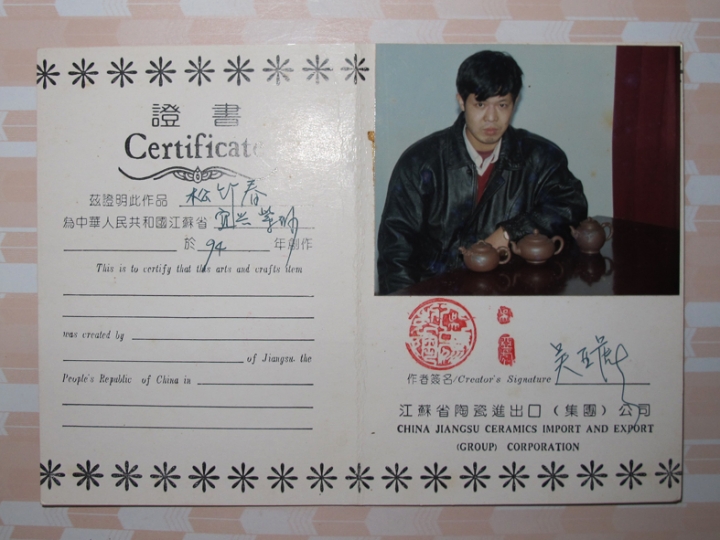 證書
Certificate
茲證明此作品 松竹春
為中華人民共和國江蘇省 宜興
於 94 年創作
This is to certify that this arts and crafts item
was created by
of Jiangsu. the
People's Republic of China in
作者簽名/Creator's Signature 吴亚
江蘇省陶瓷進出口（集團）公司
CHINA JIANGSU CERAMICS IMPORT AND EXPORT
(GROUP) CORPORATION